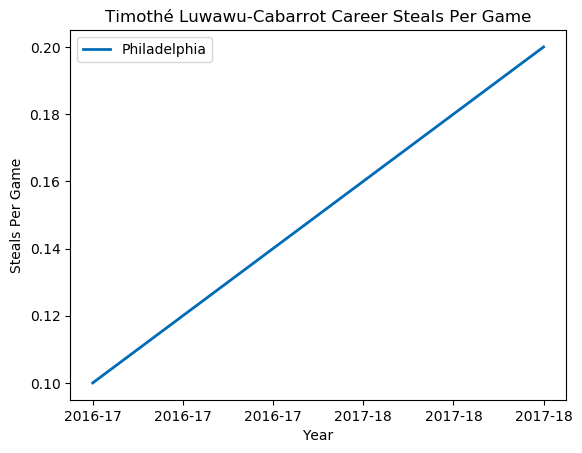 Timothé Luwawu-Cabarrot Career Steals Per Game
Philadelphia
0.20
0.18
0.16
0.14
0.12
0.10
Steals Per Game
2016-17 2016-17 2016-17 2017-18 2017-18 2017-18
Year